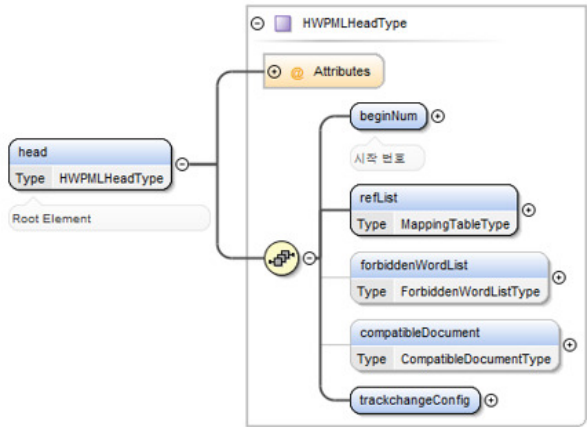 HWPMLHeadType
@ Attributes
beginNum
시작 번호
head
Type HWPMLHeadType
Root Element
refList
Type MappingTableType
forbiddenWordList
Type ForbiddenWordListType
compatibleDocument
Type CompatibleDocumentType
trackchangeConfig